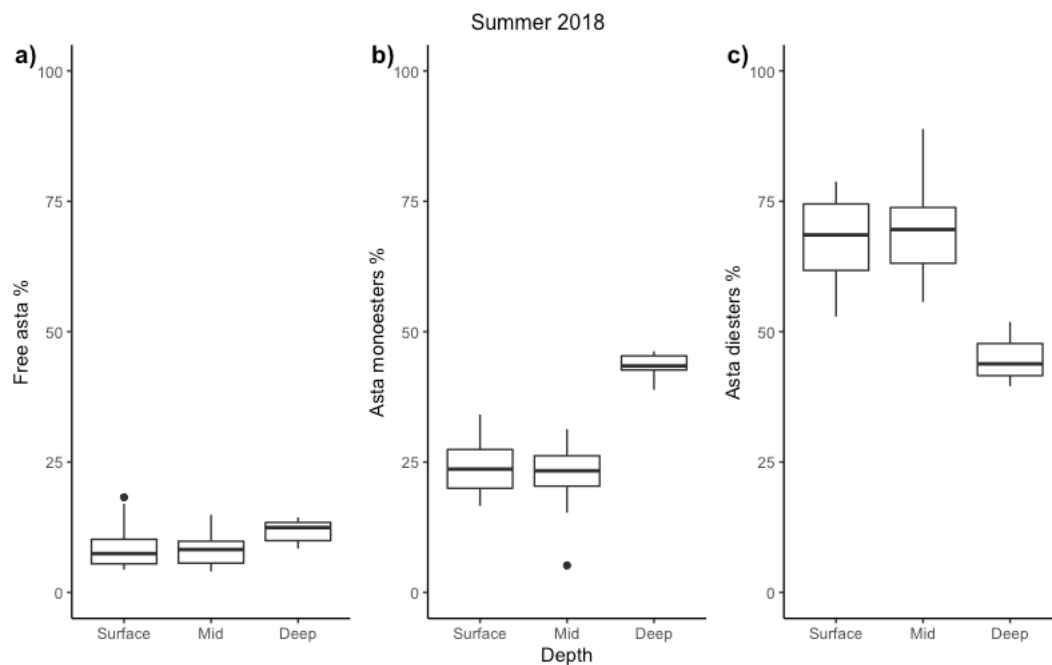 Summer 2018
a)
Free asta %
100
75
50
25
0
Surface Mid Deep
b)
Asta monoesters %
100
75
50
25
0
Surface Mid Deep
c)
Asta diesters %
100
75
50
25
0
Surface Mid Deep
Depth